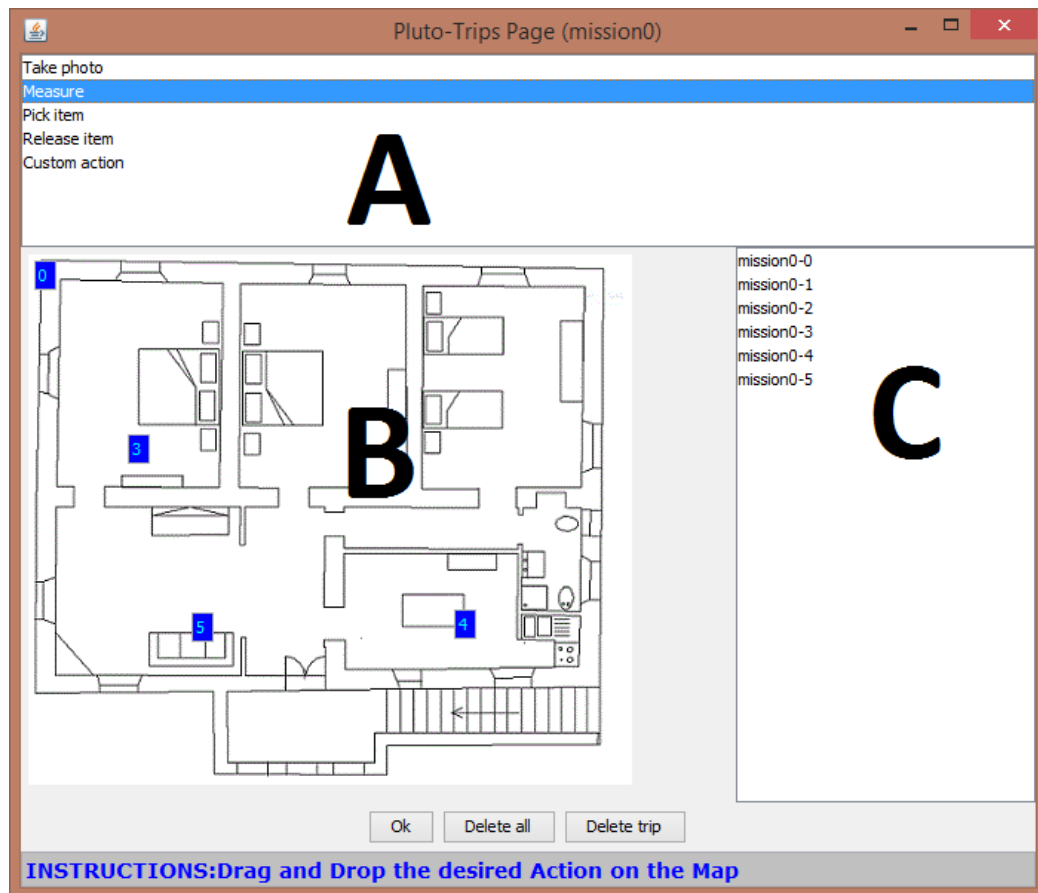 Pluto-Trips Page (mission0)
Take photo
Measure
Pick item
Release item
Custom action
A
0
3
B
5
4
mission0-0
mission0-1
mission0-2
mission0-3
mission0-4
mission0-5
C
Ok Delete all Delete trip
INSTRUCTIONS:Drag and Drop the desired Action on the Map